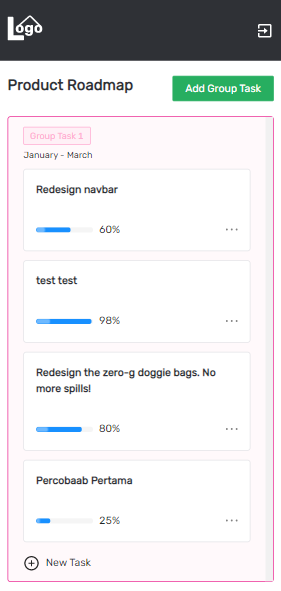 Logo
Product Roadmap
Add Group Task
Group Task 1
January - March
Redesign navbar
60%
test test
98%
Redesign the zero-g doggie bags. No
more spills!
80%
Percobaab Pertama
25%
New Task